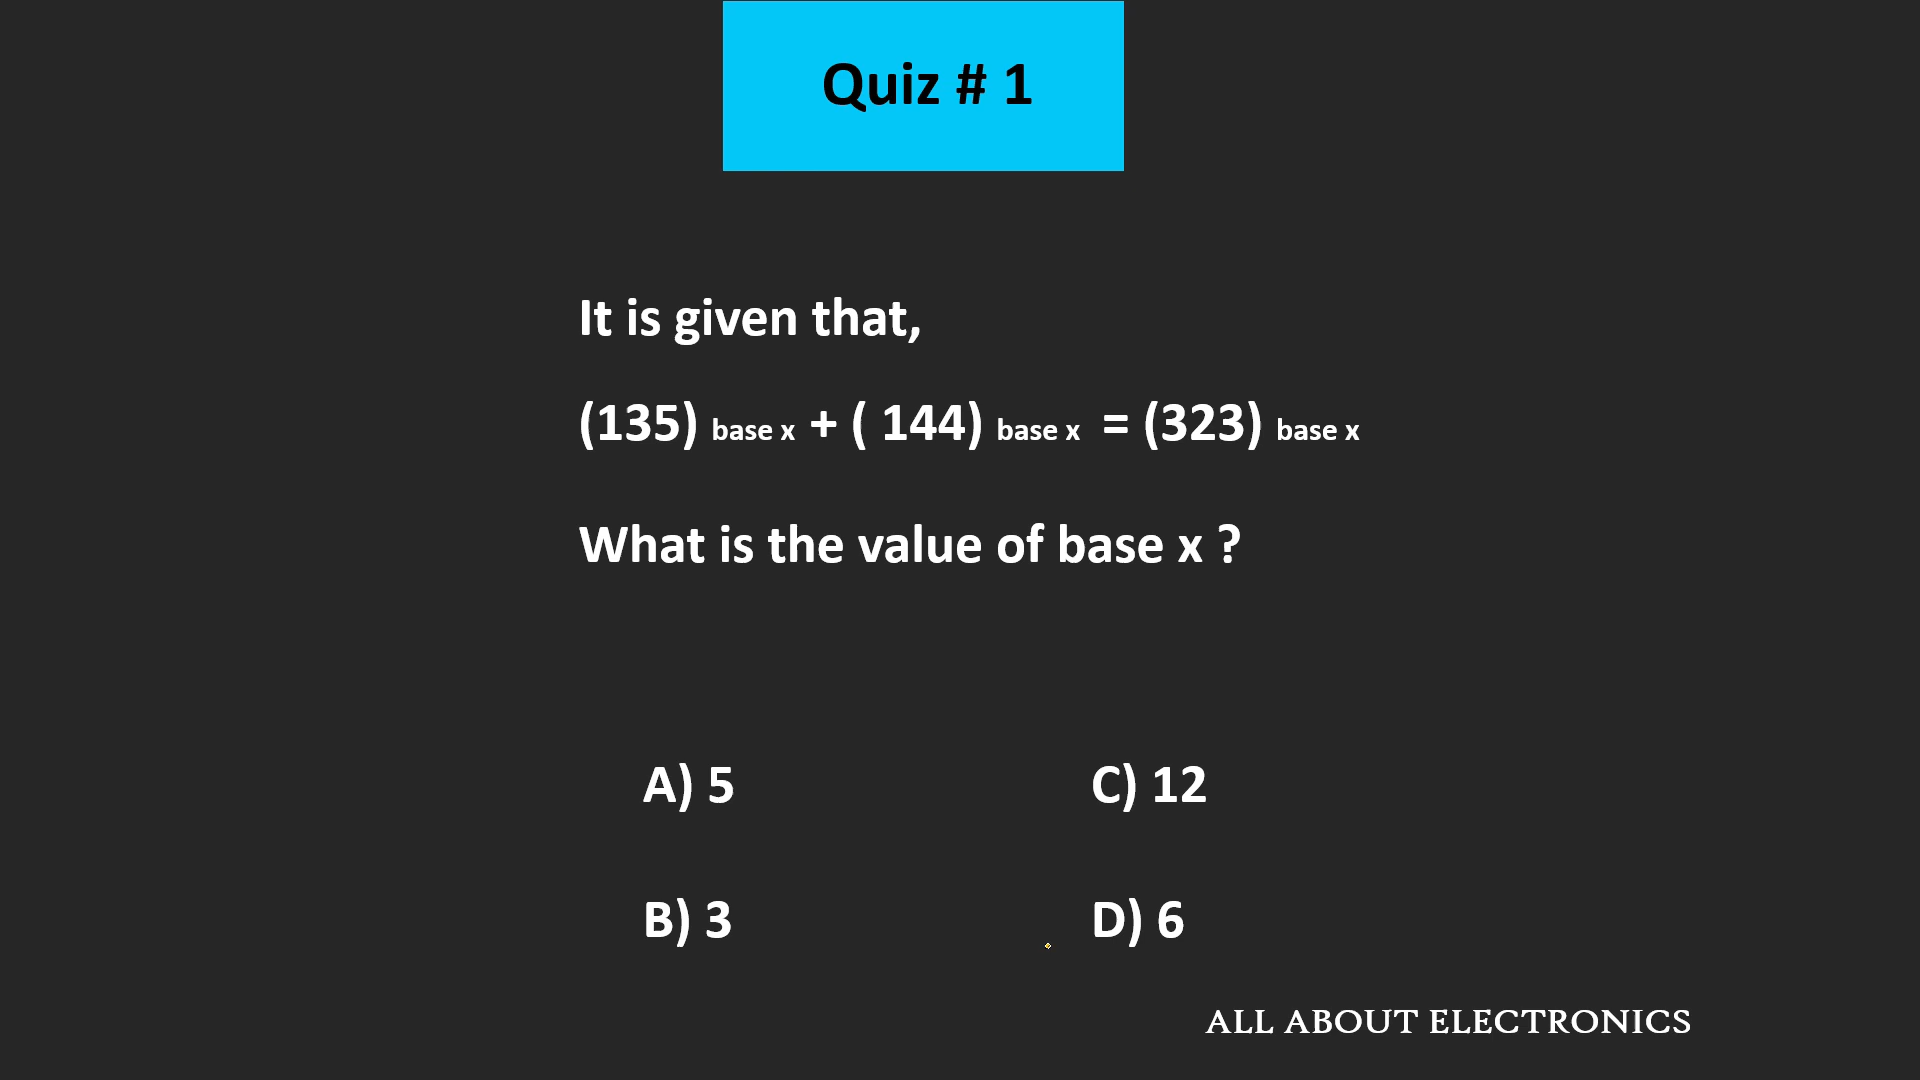 Quiz # 1
It is given that,
(135) base x + ( 144) base x = (323) base x
What is the value of base x ?
A) 5
C) 12
B) 3
D) 6
ALL ABOUT ELECTRONICS